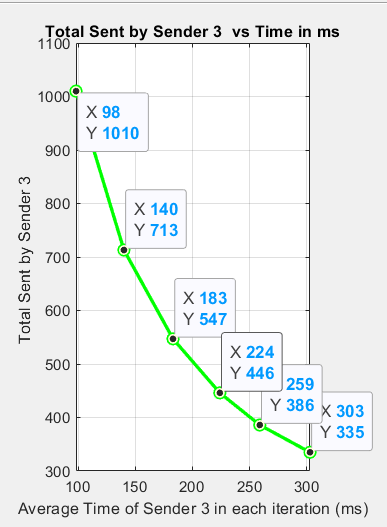 Total Sent by Sender 3 vs Time in ms
1100
1000
900
800
700
600
500
400
300
Total Sent by Sender 3
X 98
Y 1010
X 140
Y 713
X 183
Y 547
X 224
Y 446
259
Y 386
X 303
Y 335
100
150
200
250
300
Average Time of Sender 3 in each iteration (ms)